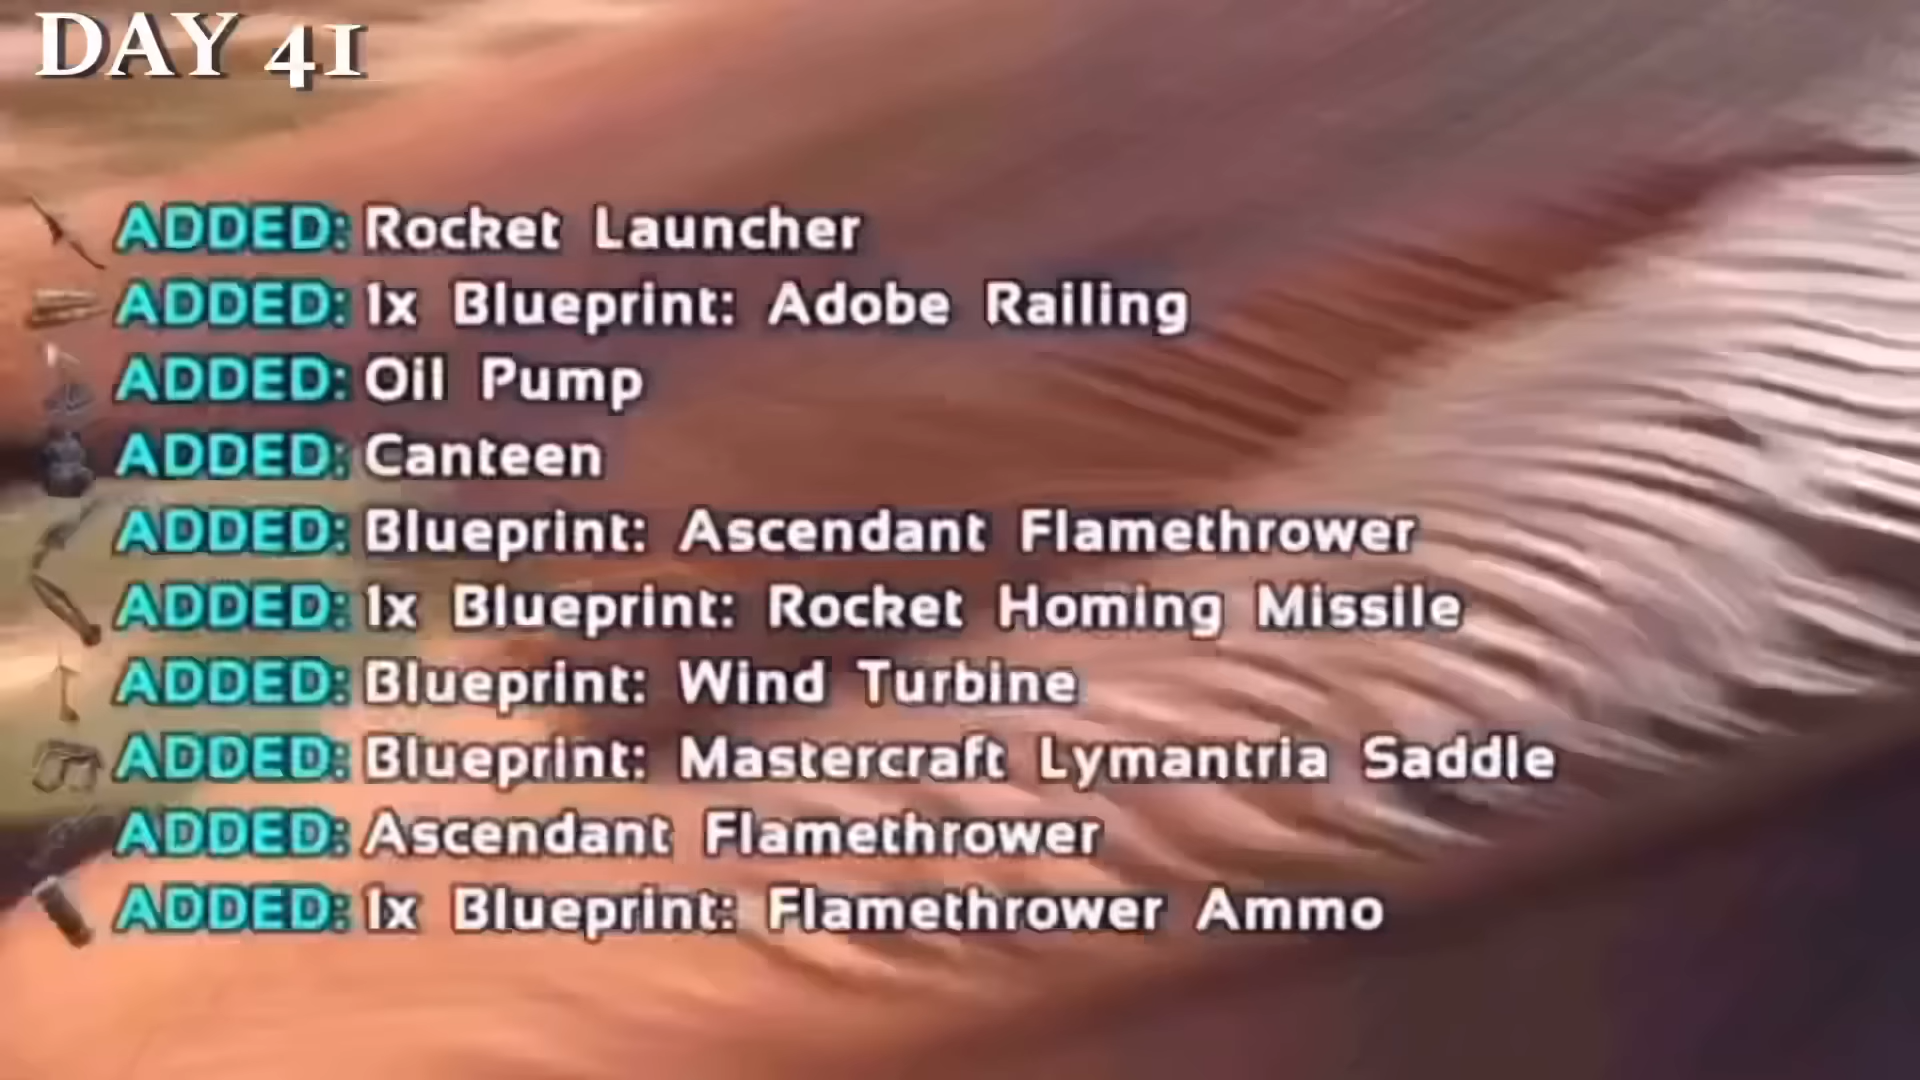 DAY 41
ADDED: Rocket Launcher
ADDED: 1x Blueprint: Adobe Railing
ADDED: Oil Pump
ADDED: Canteen
ADDED: Blueprint: Ascendant Flamethrower
ADDED: 1x Blueprint: Rocket Homing Missile
ADDED: Blueprint: Wind Turbine
ADDED: Blueprint: Mastercraft Lymantria Saddle
ADDED: Ascendant Flamethrower
ADDED: 1x Blueprint: Flamethrower Ammo